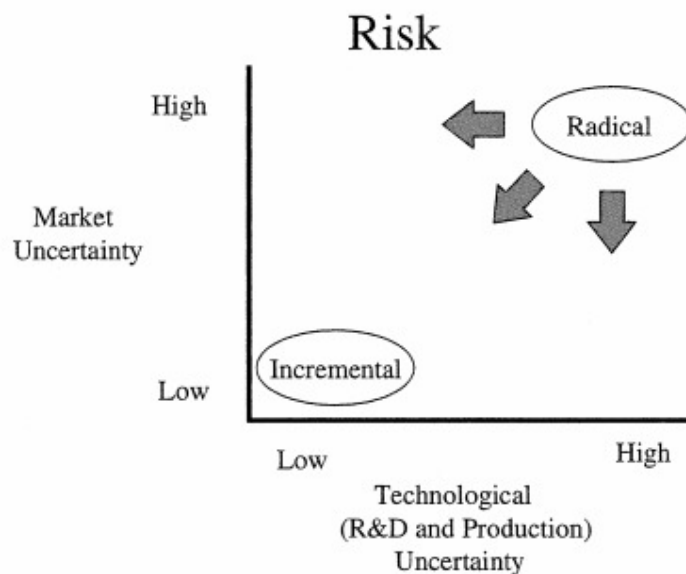 Risk
High
Radical
Market
Uncertainty
Incremental
Low
Low
High
Technological
(R&D and Production)
Uncertainty